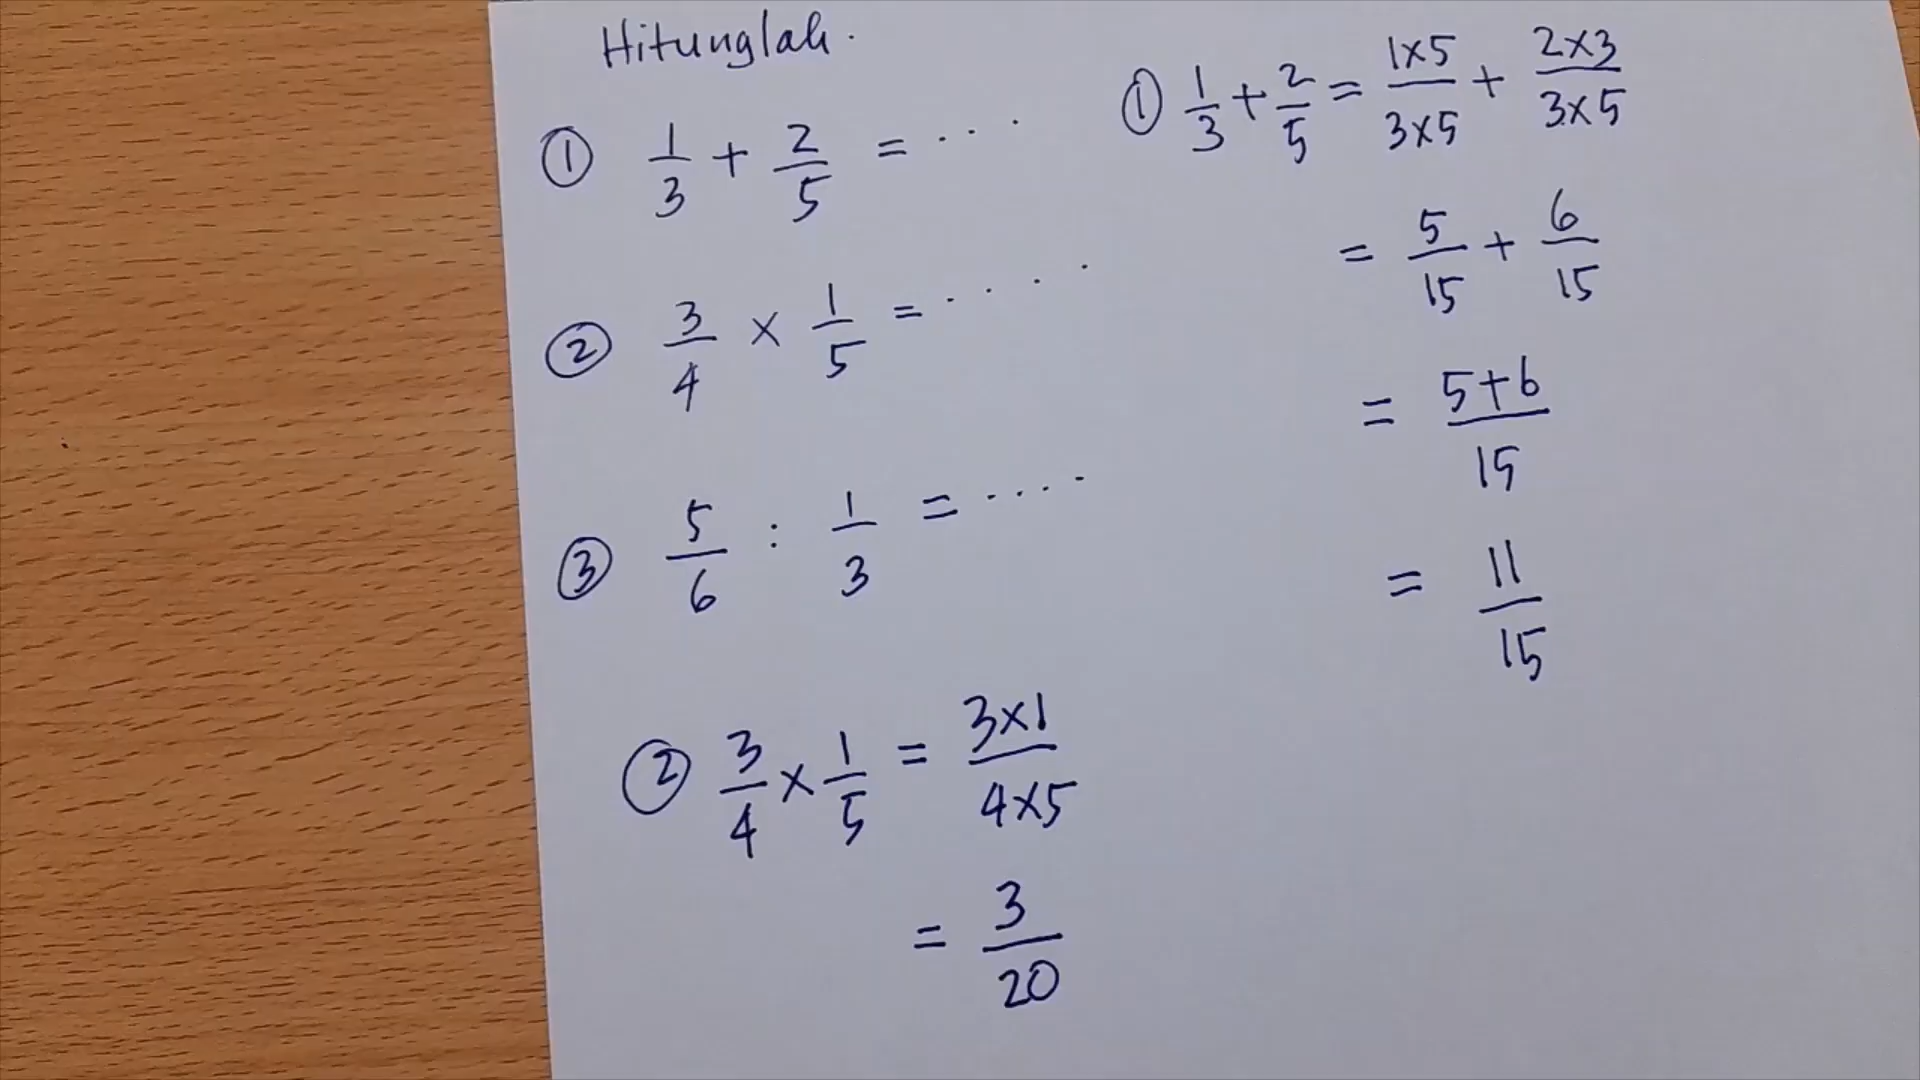 Hitunglah.
① 1/3 + 2/5 = ...
② 3/4 × 1/5 = ....
③ 5/6 : 1/3 = ....
① 1/3 + 2/5 = 1×5/3×5 + 2×3/3×5
= 5/15 + 6/15
= 5+6/15
= 11/15
② 3/4 × 1/5 = 3×1/4×5
= 3/20